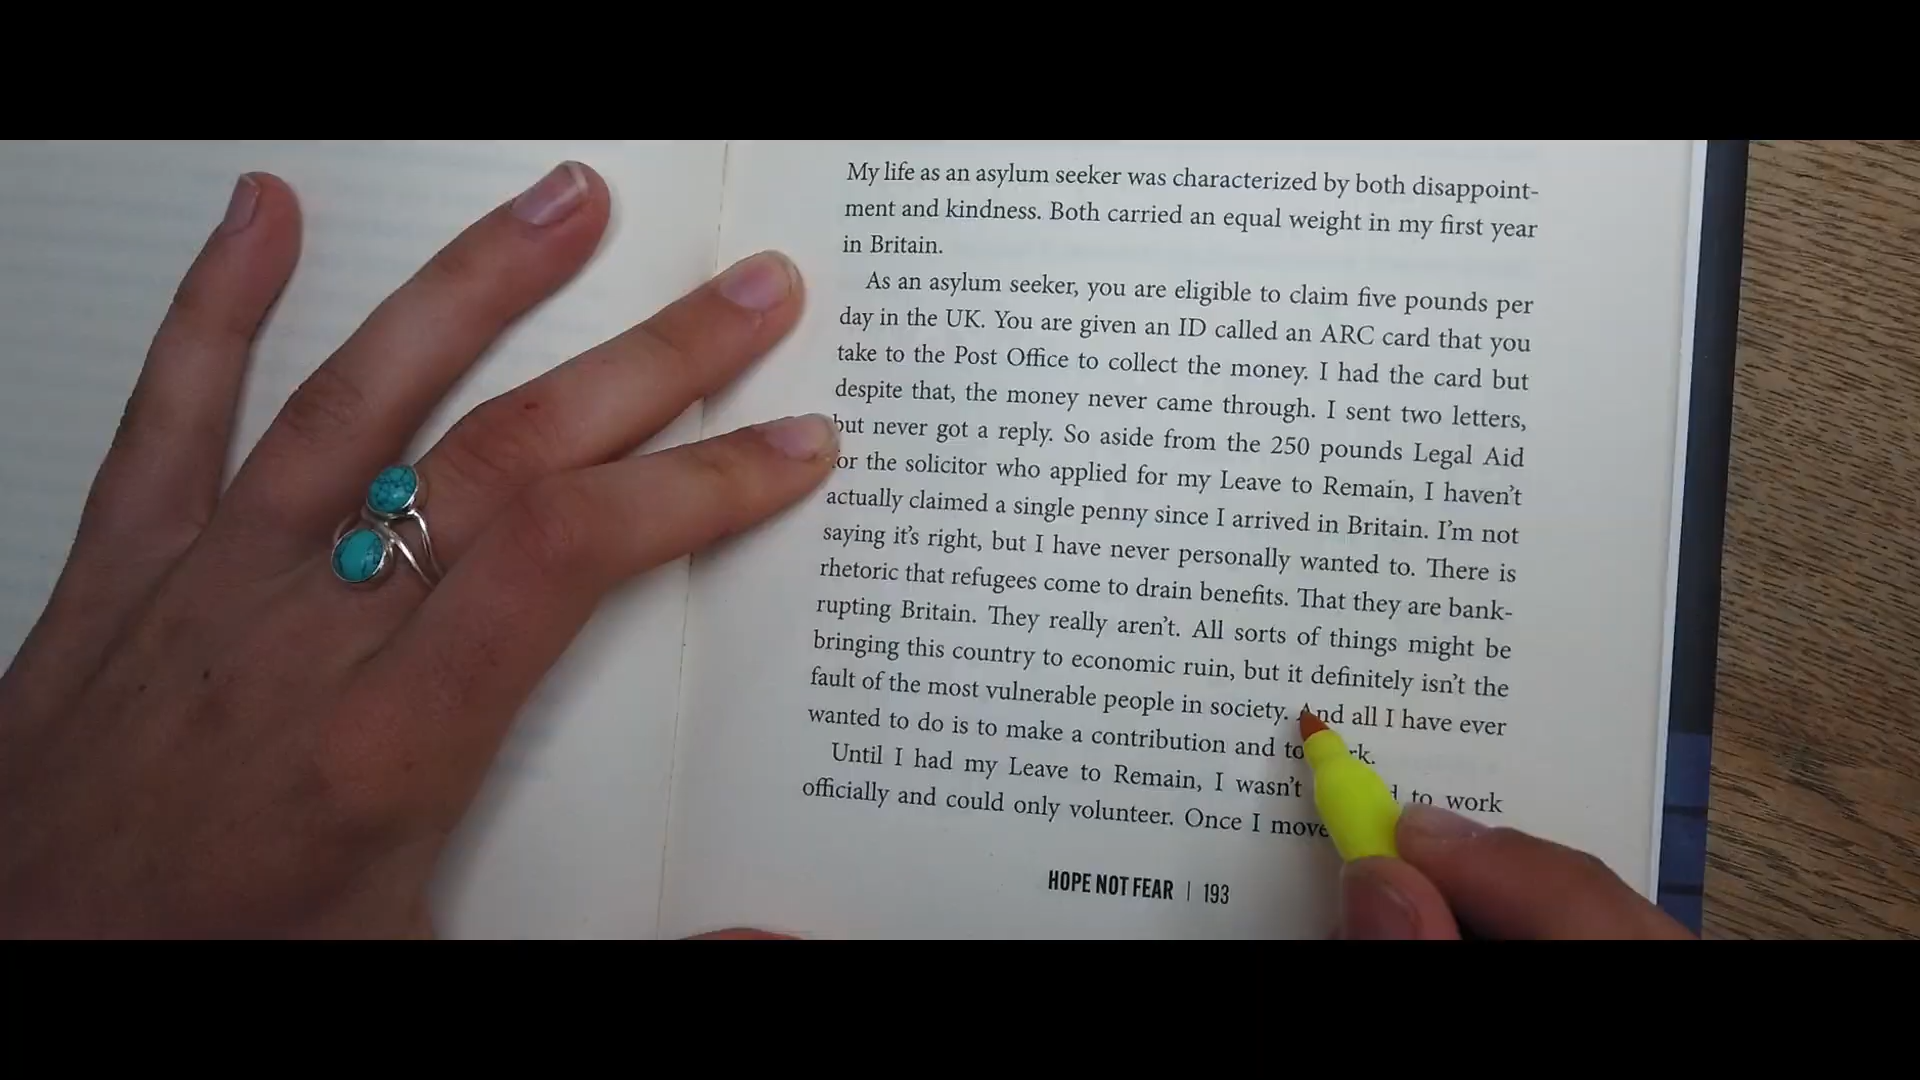 My life as an asylum seeker was characterized by both disappoint-
ment and kindness. Both carried an equal weight in my first year
in Britain.
As an asylum seeker, you are eligible to claim five pounds per
day in the UK. You are given an ID called an ARC card that you
take to the Post Office to collect the money. I had the card but
despite that, the money never came through. I sent two letters,
but never got a reply. So aside from the 250 pounds Legal Aid
for the solicitor who applied for my Leave to Remain, I haven't
actually claimed a single penny since I arrived in Britain. I'm not
saying it's right, but I have never personally wanted to. There is
rhetoric that refugees come to drain benefits. That they are bank-
rupting Britain. They really aren't. All sorts of things might be
bringing this country to economic ruin, but it definitely isn't the
fault of the most vulnerable people in society. And all I have ever
wanted to do is to make a contribution and to
Until I had my Leave to Remain, I wasn't to work
officially and could only volunteer. Once I
HOPE NOT FEAR | 193